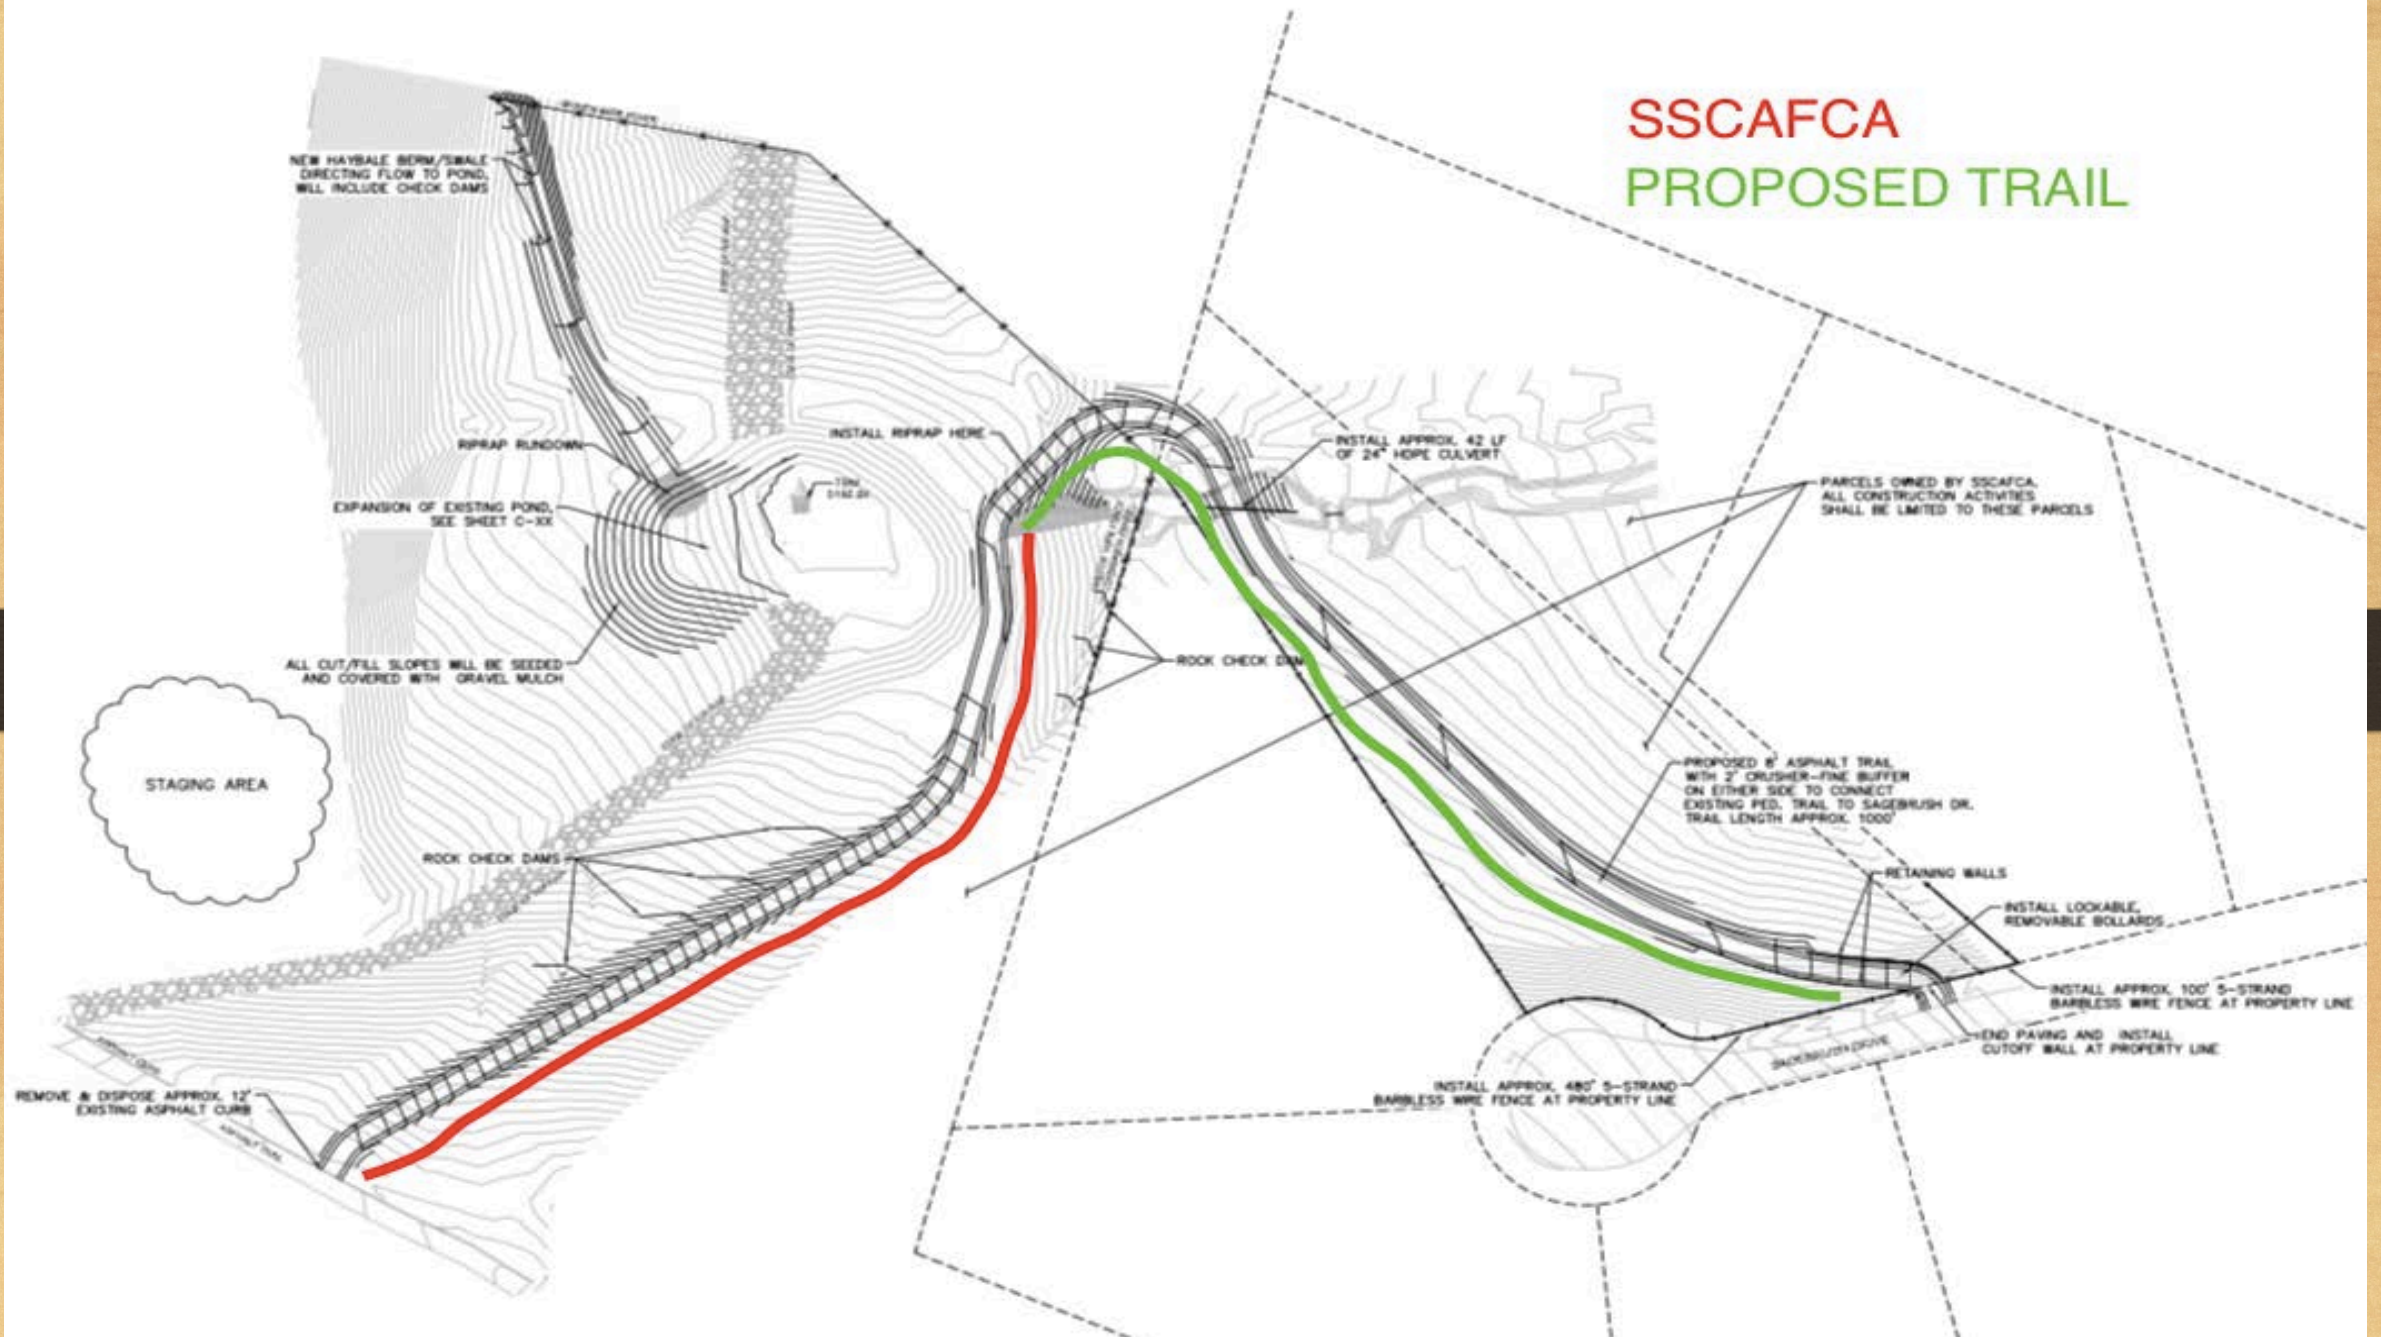 SSCAFCA
PROPOSED TRAIL
NEW HAYBALE BERM/SWALE
DIRECTING FLOW TO POND,
WILL INCLUDE CHECK DAMS
RIPRAP RUNDOWN
INSTALL RIPRAP HERE
INSTALL APPROX. 42 LF
OF 24" HDPE CULVERT
EXPANSION OF EXISTING POND,
SEE SHEET C-XX
PARCELS OWNED BY SSCAFCA.
ALL CONSTRUCTION ACTIVITIES
SHALL BE LIMITED TO THESE PARCELS
ALL CUT/FILL SLOPES WILL BE SEEDED
AND COVERED WITH GRAVEL MULCH
ROCK CHECK DAM
STAGING AREA
PROPOSED 8' ASPHALT TRAIL
WITH 2' CRUSHER-FINE BUFFER
ON EITHER SIDE TO CONNECT
EXISTING PED. TRAIL TO SAGEBRUSH DR.
TRAIL LENGTH APPROX. 1000'
ROCK CHECK DAMS
RETAINING WALLS
INSTALL LOCKABLE,
REMOVABLE BOLLARDS
INSTALL APPROX. 100' 5-STRAND
BARBLESS WIRE FENCE AT PROPERTY LINE
END PAVING AND INSTALL
CUTOFF WALL AT PROPERTY LINE
SAGEBRUSH DRIVE
INSTALL APPROX. 480' 5-STRAND
BARBLESS WIRE FENCE AT PROPERTY LINE
REMOVE & DISPOSE APPROX. 12'
EXISTING ASPHALT CURB